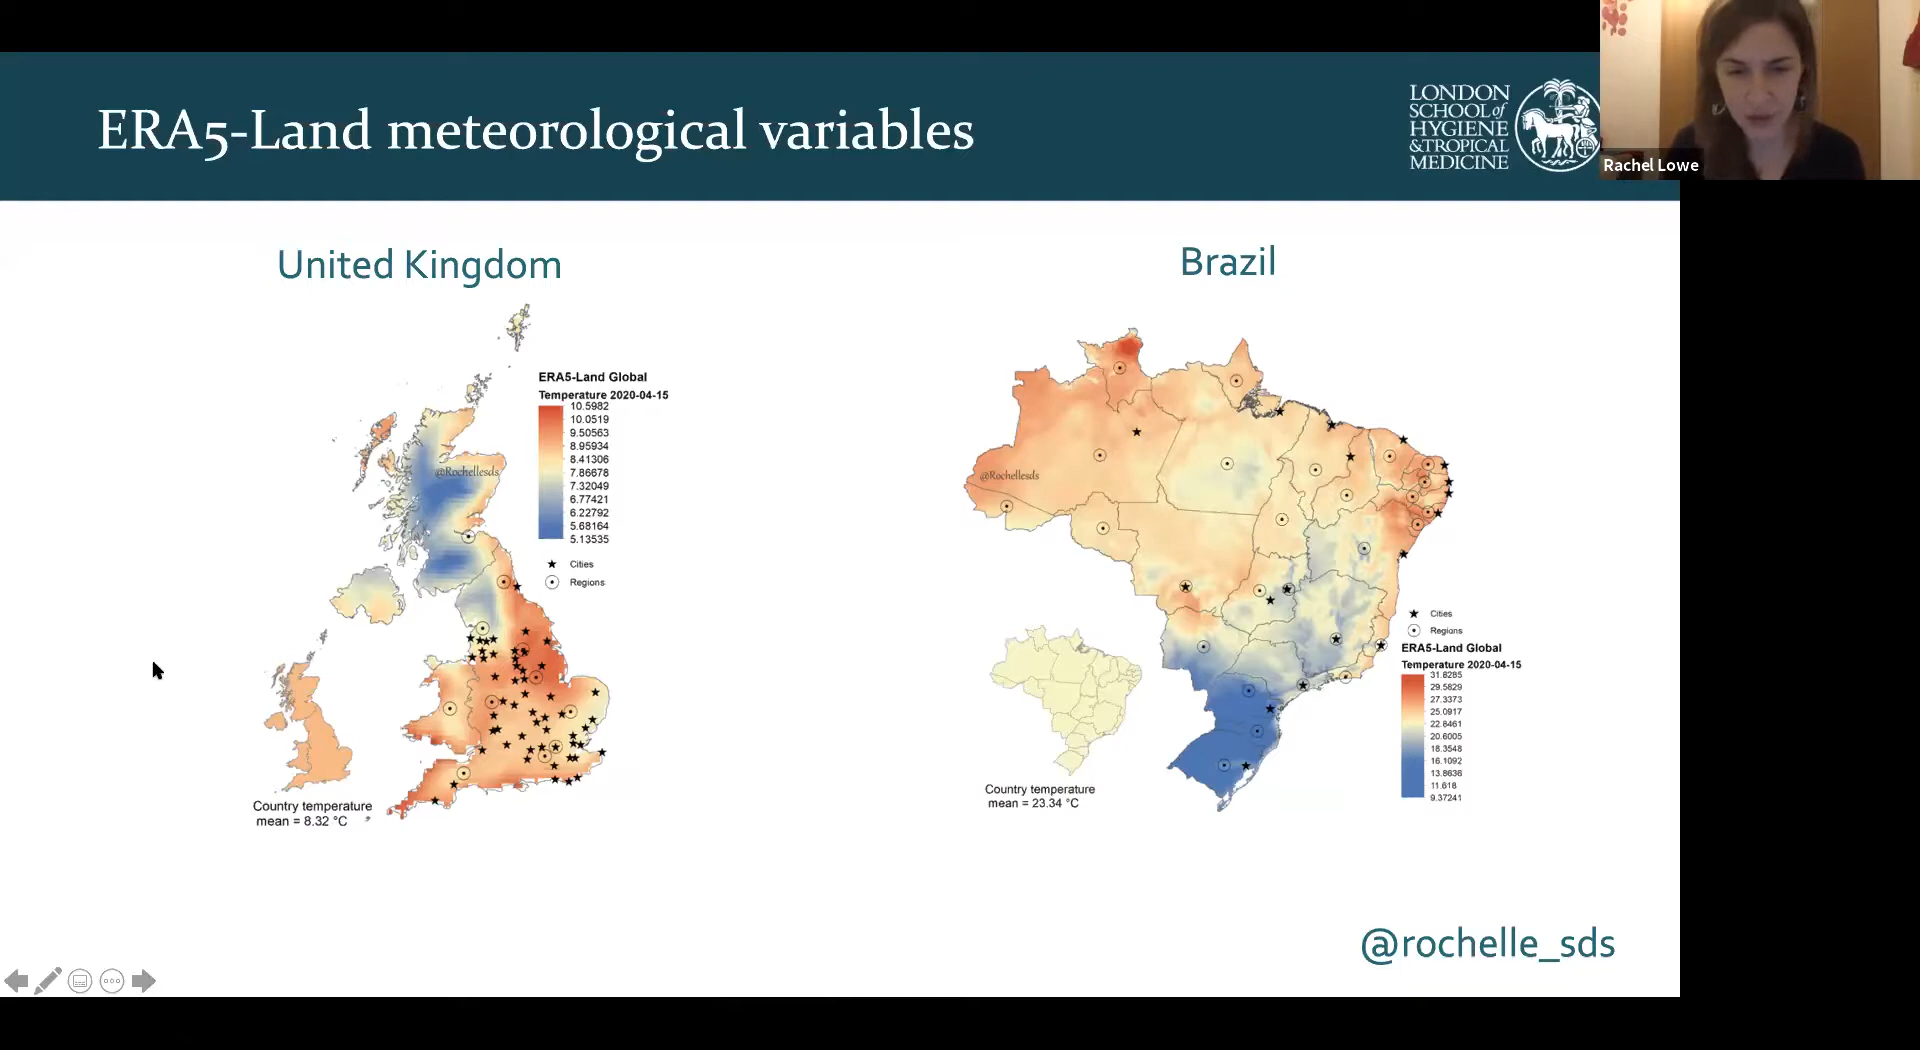 ERA5-Land meteorological variables
LONDON
SCHOOL of
HYGIENE
& TROPICAL
MEDICINE
Rachel Lowe
United Kingdom
ERA5-Land Global
Temperature 2020-04-15
10.5982
10.0519
9.50563
8.95934
8.41306
7.86678
7.32049
6.77421
6.22792
5.68164
5.13535
Cities
Regions
@Rochellesds
Country temperature
mean = 8.32 °C
Brazil
@Rochellesds
Cities
Regions
ERA5-Land Global
Temperature 2020-04-15
31.8285
29.5829
27.3373
25.0917
22.8461
20.6005
18.3548
16.1092
13.8636
11.618
9.37241
Country temperature
mean = 23.34 °C
@rochelle_sds